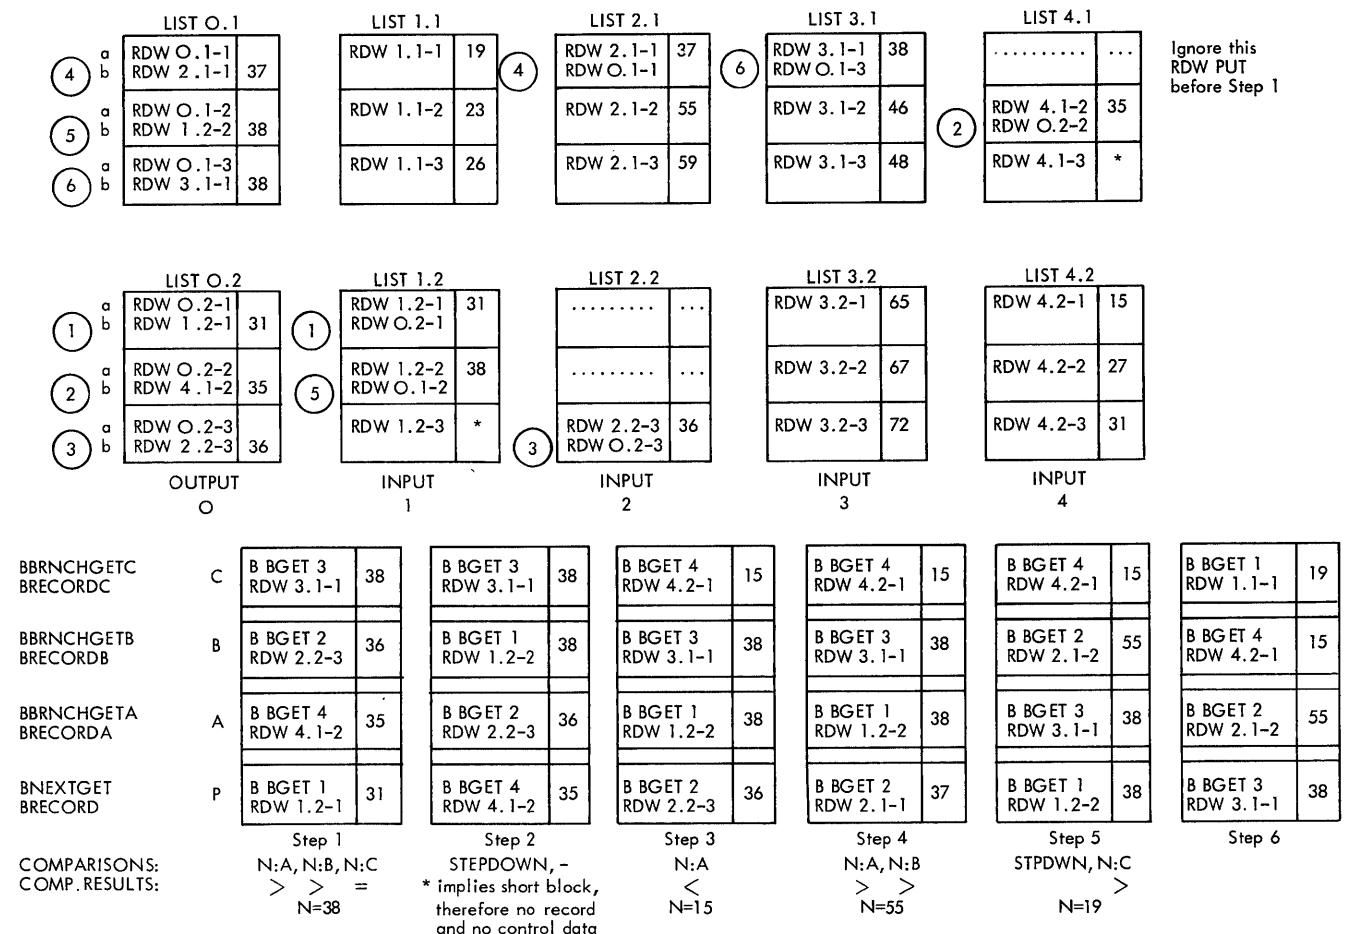 LIST O.1 LIST 1.1 LIST 2.1 LIST 3.1 LIST 4.1
a RDW O.1-1 RDW 1.1-1 19 RDW 2.1-1 37 RDW 3.1-1 38 .......... ... Ignore this
4 b RDW 2.1-1 37 4 RDW O.1-1 6 RDW O.1-3 RDW PUT
before Step 1
a RDW O.1-2 RDW 1.1-2 23 RDW 2.1-2 55 RDW 3.1-2 46 RDW 4.1-2 35
5 b RDW 1.2-2 38 2 RDW O.2-2
a RDW O.1-3 RDW 1.1-3 26 RDW 2.1-3 59 RDW 3.1-3 48 RDW 4.1-3 *
6 b RDW 3.1-1 38
LIST O.2 LIST 1.2 LIST 2.2 LIST 3.2 LIST 4.2
a RDW O.2-1 RDW 1.2-1 31 ......... ... RDW 3.2-1 65 RDW 4.2-1 15
1 b RDW 1.2-1 31 1 RDW O.2-1
a RDW O.2-2 RDW 1.2-2 38 ......... ... RDW 3.2-2 67 RDW 4.2-2 27
2 b RDW 4.1-2 35 5 RDW O.1-2
a RDW O.2-3 RDW 1.2-3 * RDW 2.2-3 36 RDW 3.2-3 72 RDW 4.2-3 31
3 b RDW 2.2-3 36 3 RDW O.2-3
OUTPUT INPUT INPUT INPUT INPUT
O 1 2 3 4
BBRNCHGETC C B BGET 3 38 B BGET 3 38 B BGET 4 15 B BGET 4 15 B BGET 4 15 B BGET 1 19
BRECORDC RDW 3.1-1 RDW 3.1-1 RDW 4.2-1 RDW 4.2-1 RDW 4.2-1 RDW 1.1-1
BBRNCHGETB B B BGET 2 36 B BGET 1 38 B BGET 3 38 B BGET 3 38 B BGET 2 55 B BGET 4 15
BRECORDB RDW 2.2-3 RDW 1.2-2 RDW 3.1-1 RDW 3.1-1 RDW 2.1-2 RDW 4.2-1
BBRNCHGETA A B BGET 4 35 B BGET 2 36 B BGET 1 38 B BGET 1 38 B BGET 3 38 B BGET 2 55
BRECORDA RDW 4.1-2 RDW 2.2-3 RDW 1.2-2 RDW 1.2-2 RDW 3.1-1 RDW 2.1-2
BNEXTGET P B BGET 1 31 B BGET 4 35 B BGET 2 36 B BGET 2 37 B BGET 1 38 B BGET 3 38
BRECORD RDW 1.2-1 RDW 4.1-2 RDW 2.2-3 RDW 2.1-1 RDW 1.2-2 RDW 3.1-1
Step 1 Step 2 Step 3 Step 4 Step 5 Step 6
COMPARISONS: N:A, N:B, N:C STEPDOWN, - N:A N:A, N:B STPDWN, N:C
COMP.RESULTS: > > = * implies short block, < > > >
N=38 therefore no record N=15 N=55 N=19
and no control data